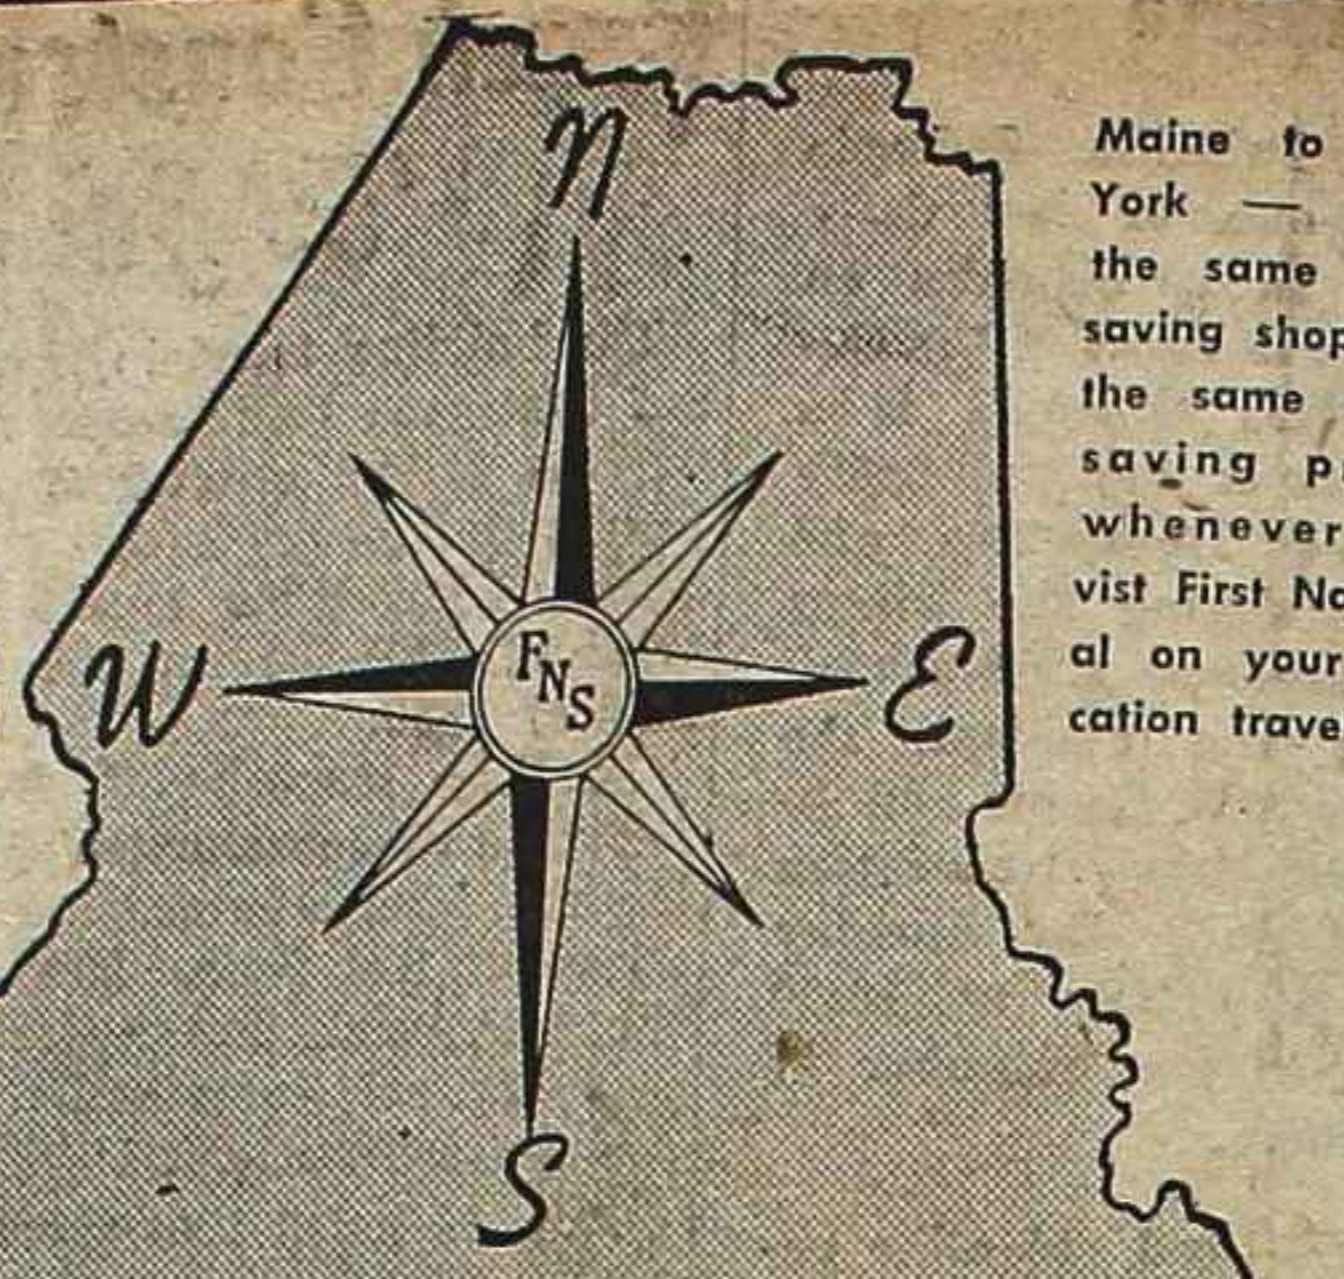 N
W
FNS
E
S
Maine to
York —
the same
saving shop
the same
saving p
whenever
vist First Na
al on your
cation trave